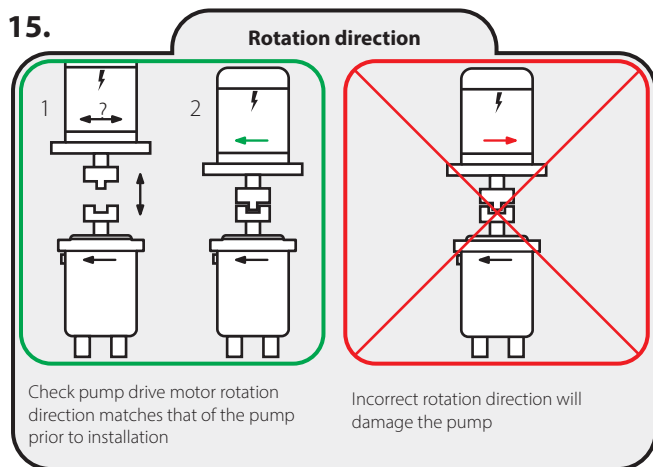 15.
Rotation direction
1
?
2
Check pump drive motor rotation
direction matches that of the pump
prior to installation
Incorrect rotation direction will
damage the pump